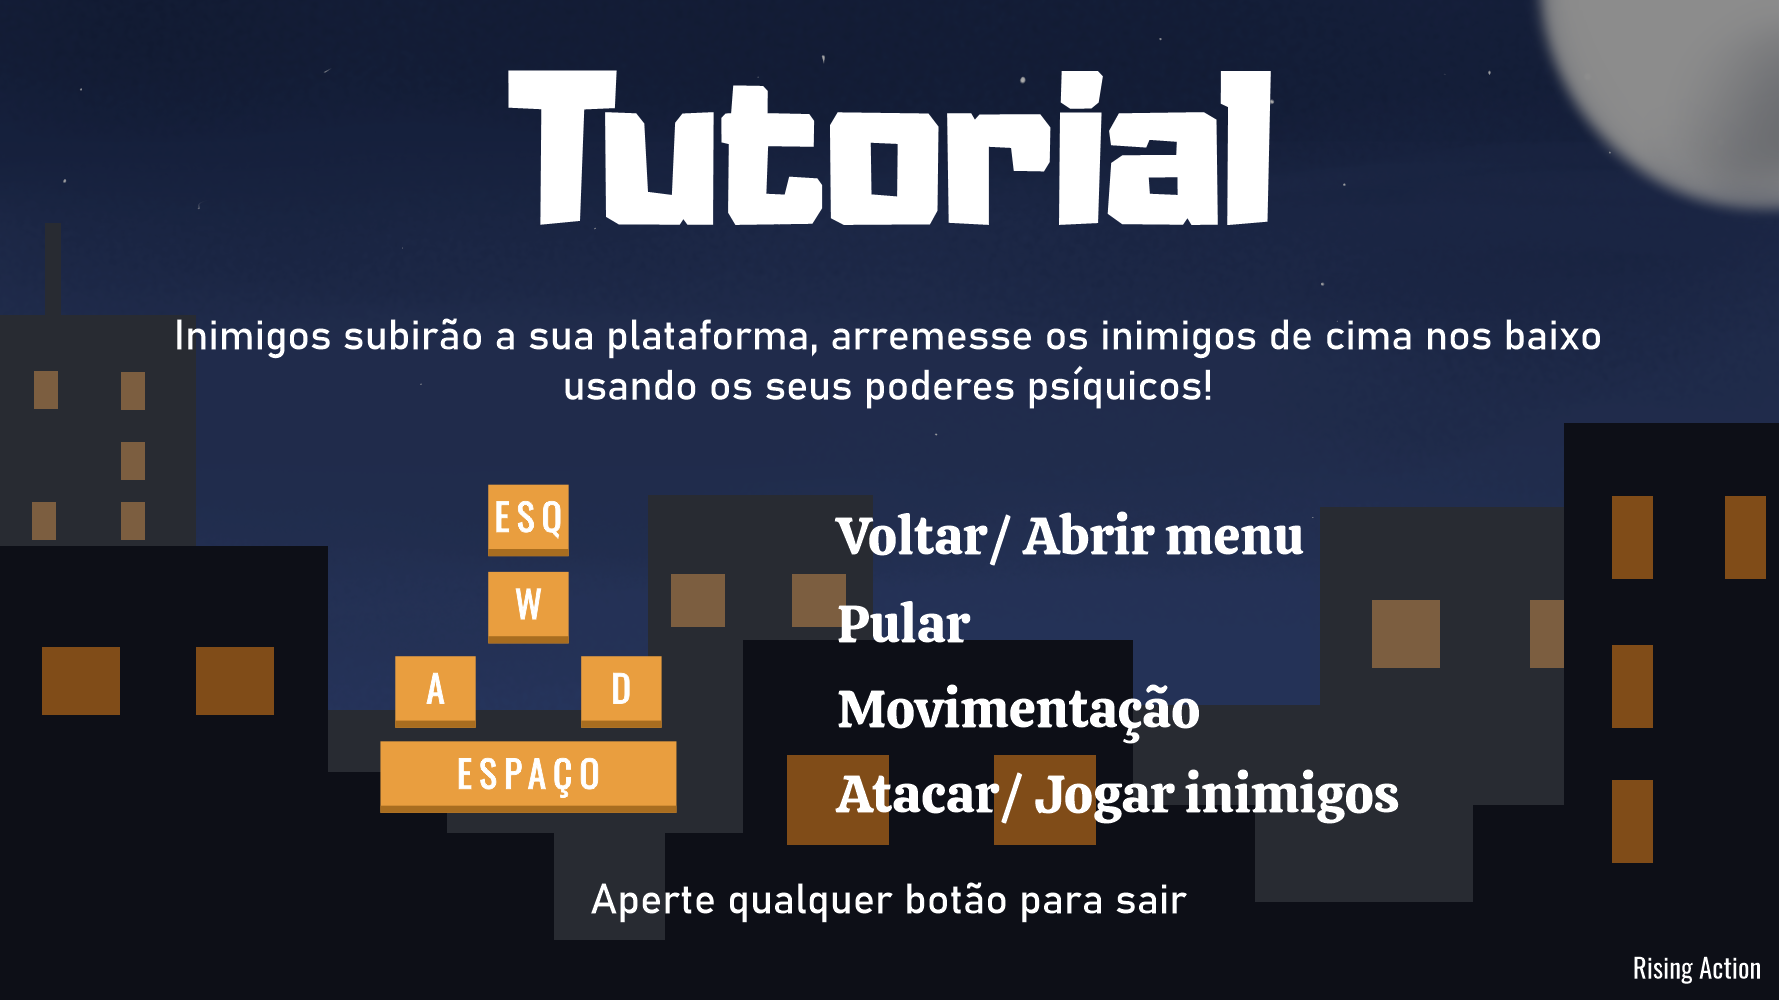 Tutorial
Inimigos subirão a sua plataforma, arremesse os inimigos de cima nos baixo
usando os seus poderes psíquicos!
ESQ
Voltar/ Abrir menu
W
Pular
A D
Movimentação
ESPAÇO
Atacar/ Jogar inimigos
Aperte qualquer botão para sair
Rising Action